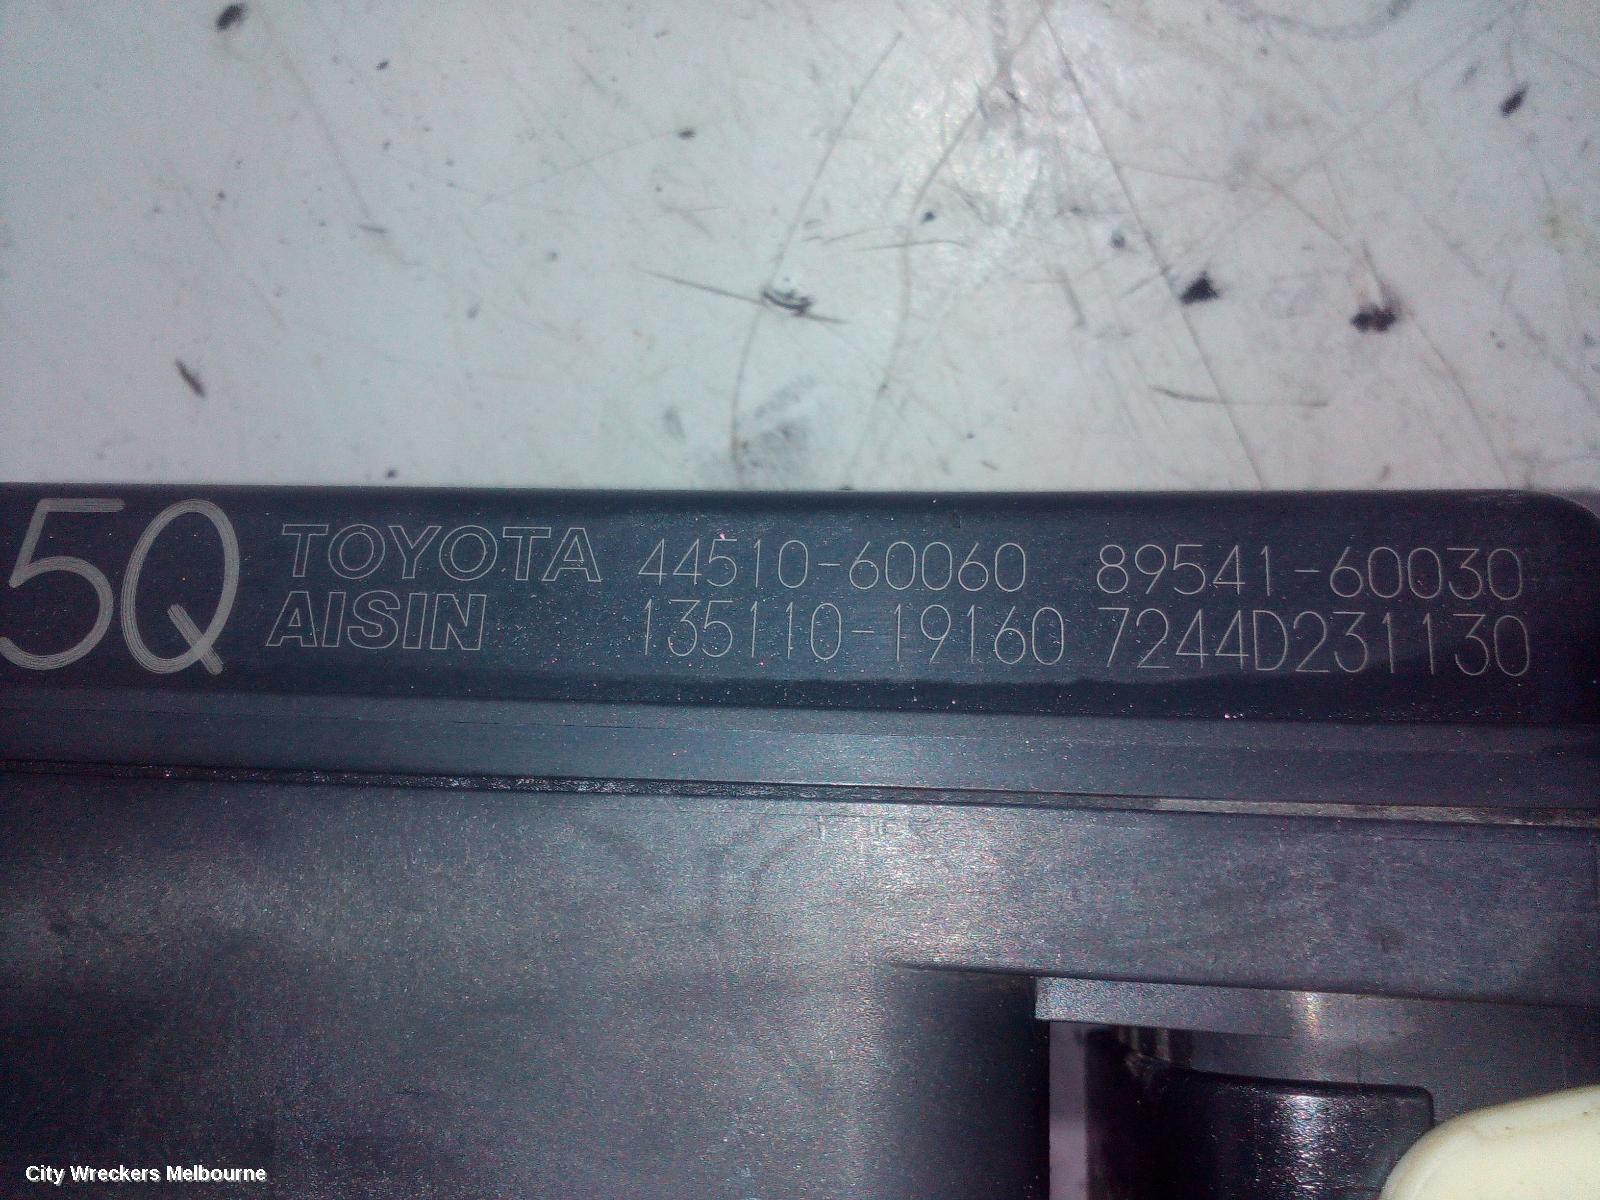 5Q TOYOTA 44510-60060 89541-60030
AISIN 135110-19160 7244D231130
City Wreckers Melbourne